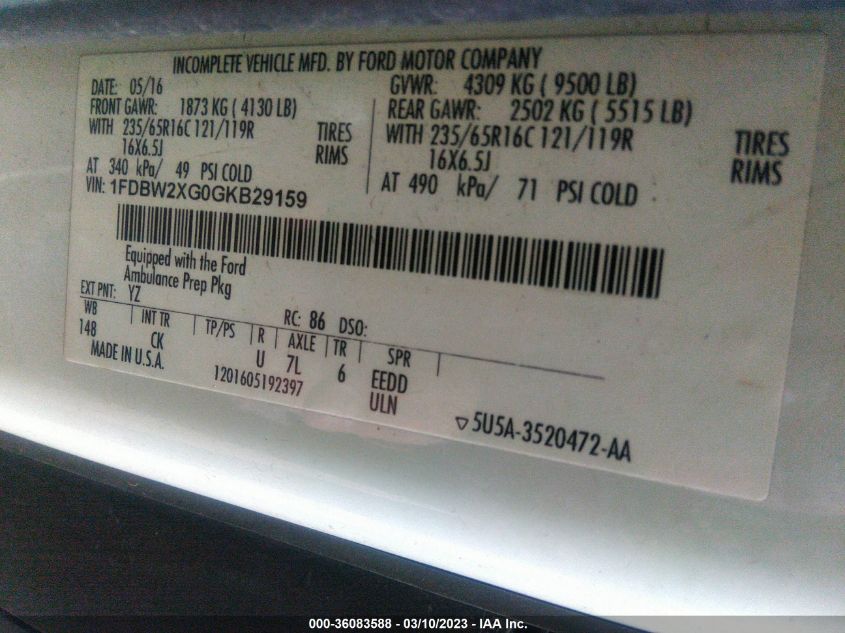 INCOMPLETE VEHICLE MFD. BY FORD MOTOR COMPANY
DATE: 05/16 GVWR: 4309 KG ( 9500 LB)
FRONT GAWR: 1873 KG ( 4130 LB) REAR GAWR: 2502 KG ( 5515 LB)
WITH 235/65R16C 121/119R TIRES WITH 235/65R16C 121/119R TIRES
16X6.5J RIMS 16X6.5J RIMS
AT 340 kPa/ 49 PSI COLD AT 490 kPa/ 71 PSI COLD
VIN: 1FDBW2XG0GKB29159
Equipped with the Ford
Ambulance Prep Pkg
EXT PNT: YZ RC: 86 DSO:
WB INT TR TP/PS R AXLE TR SPR
148 CK U 7L 6 EEDD
MADE IN U.S.A. 1201605192397 ULN
▽5U5A-3520472-AA
000-36083588 — 03/10/2023 — IAA Inc.